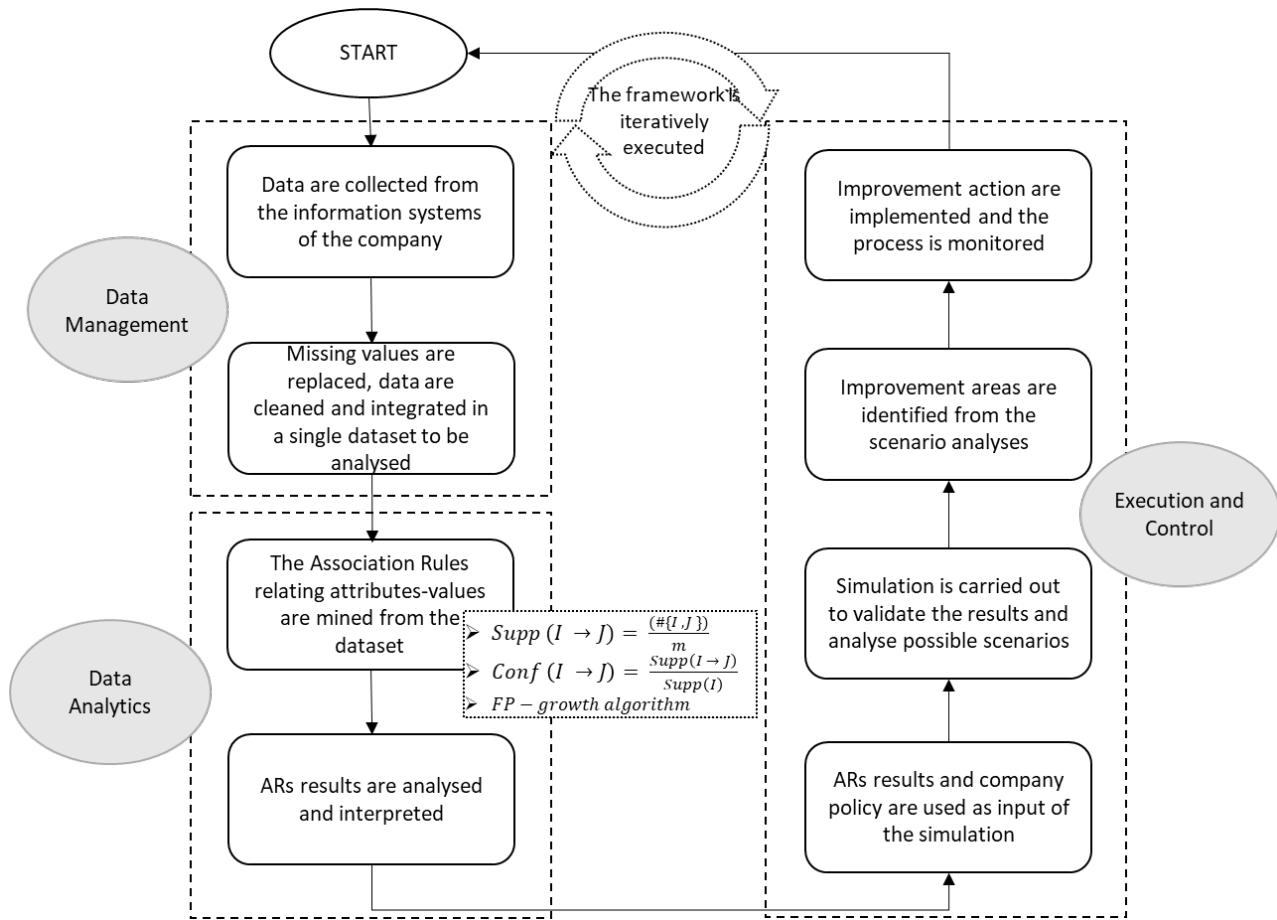 START
The framework is
iteratively
executed
Data are collected from
the information systems
of the company
Data
Management
Missing values are
replaced, data are
cleaned and integrated in
a single dataset to be
analysed
The Association Rules
relating attributes-values
are mined from the
dataset
➢ Supp (I → J) = (#{I,J}) / m
➢ Conf (I → J) = Supp(I→J) / Supp(I)
➢ FP – growth algorithm
Data
Analytics
ARs results are analysed
and interpreted
ARs results and company
policy are used as input of
the simulation
Simulation is carried out
to validate the results and
analyse possible scenarios
Execution and
Control
Improvement areas are
identified from the
scenario analyses
Improvement action are
implemented and the
process is monitored